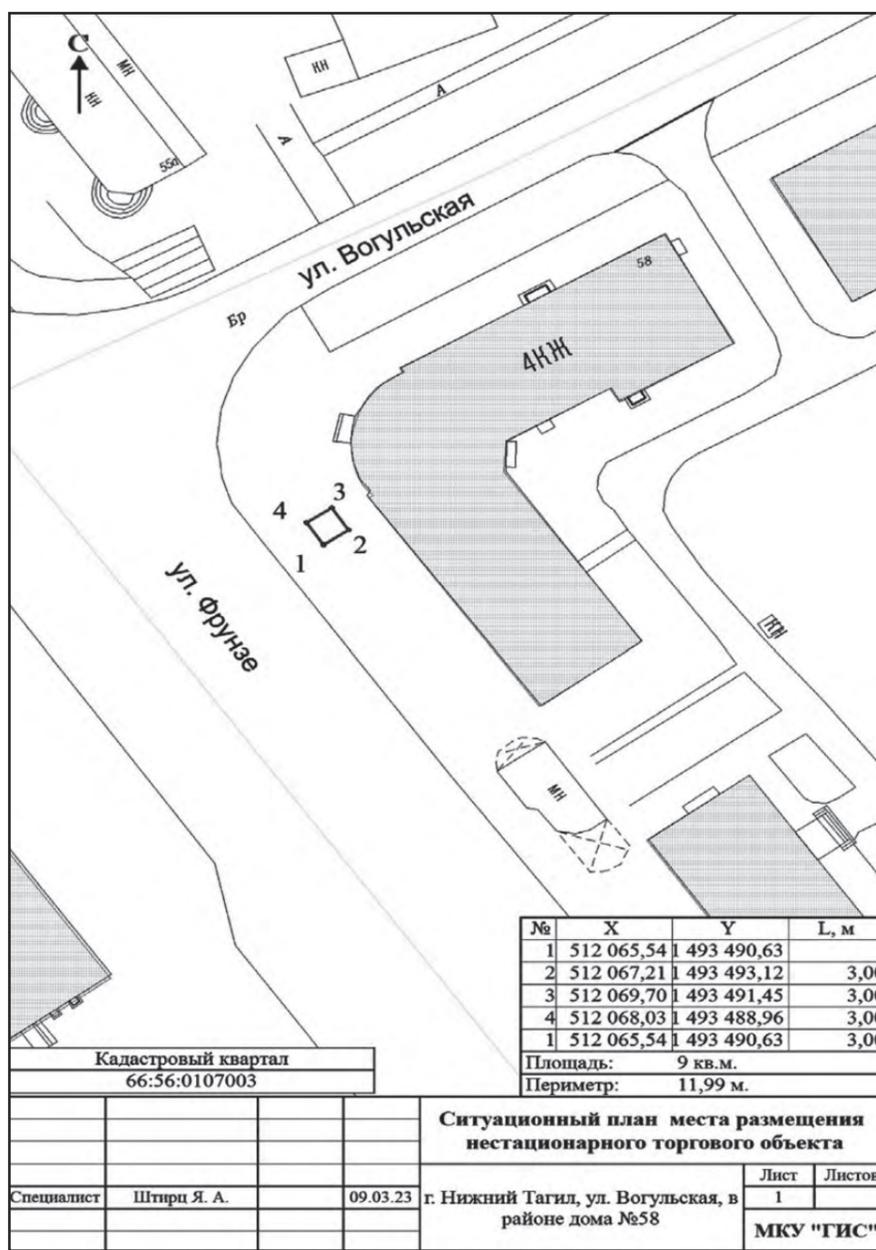 С
КН
МН
КН
55а
А
А
ул. Вогульская
Бр
58
4КЖ
3
4
2
1
ул. Фрунзе
КН
МН
№ X Y L, м
1 512 065,54 1 493 490,63
2 512 067,21 1 493 493,12 3,00
3 512 069,70 1 493 491,45 3,00
4 512 068,03 1 493 488,96 3,00
1 512 065,54 1 493 490,63 3,00
Площадь: 9 кв.м.
Периметр: 11,99 м.
Кадастровый квартал
66:56:0107003
Ситуационный план места размещения
нестационарного торгового объекта
Специалист Штирц Я. А. 09.03.23
г. Нижний Тагил, ул. Вогульская, в
районе дома №58
Лист Листов
1
МКУ "ГИС"